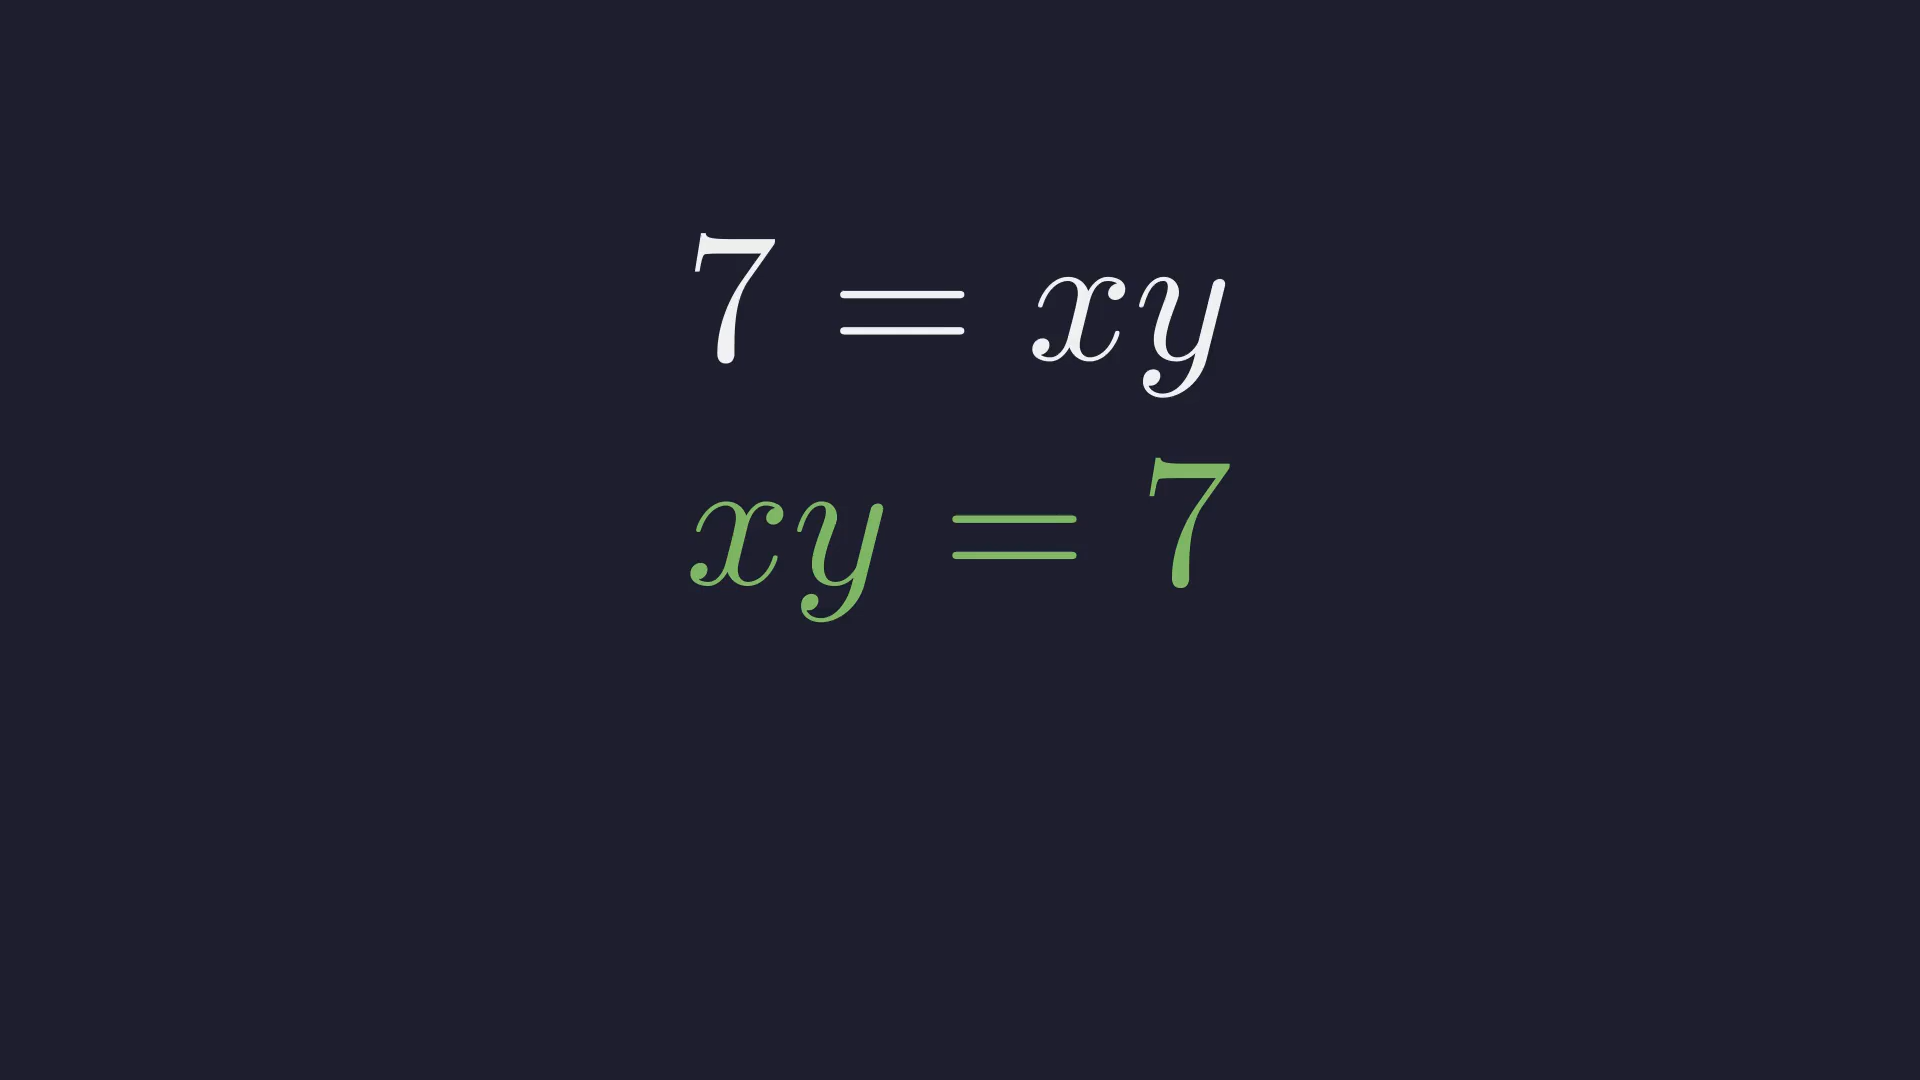 7 = xy
xy = 7